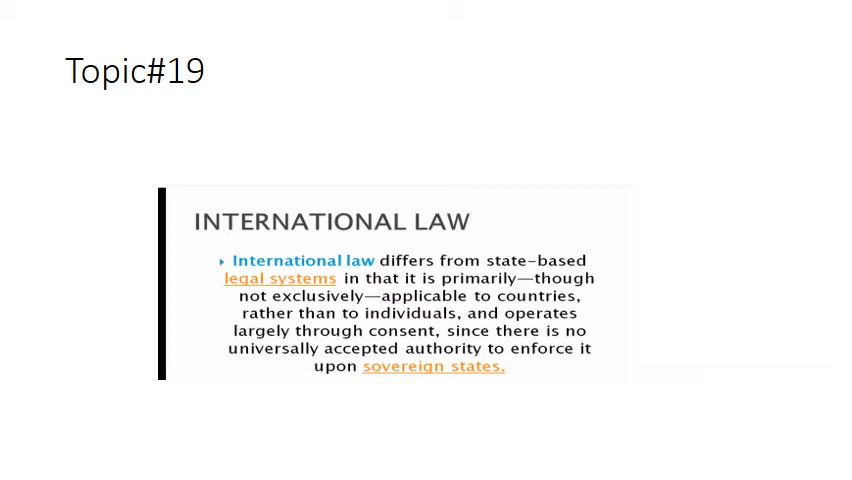 Topic#19
INTERNATIONAL LAW
International law differs from state-based
legal systems in that it is primarily—though
not exclusively—applicable to countries,
rather than to individuals, and operates
largely through consent, since there is no
universally accepted authority to enforce it
upon sovereign states.